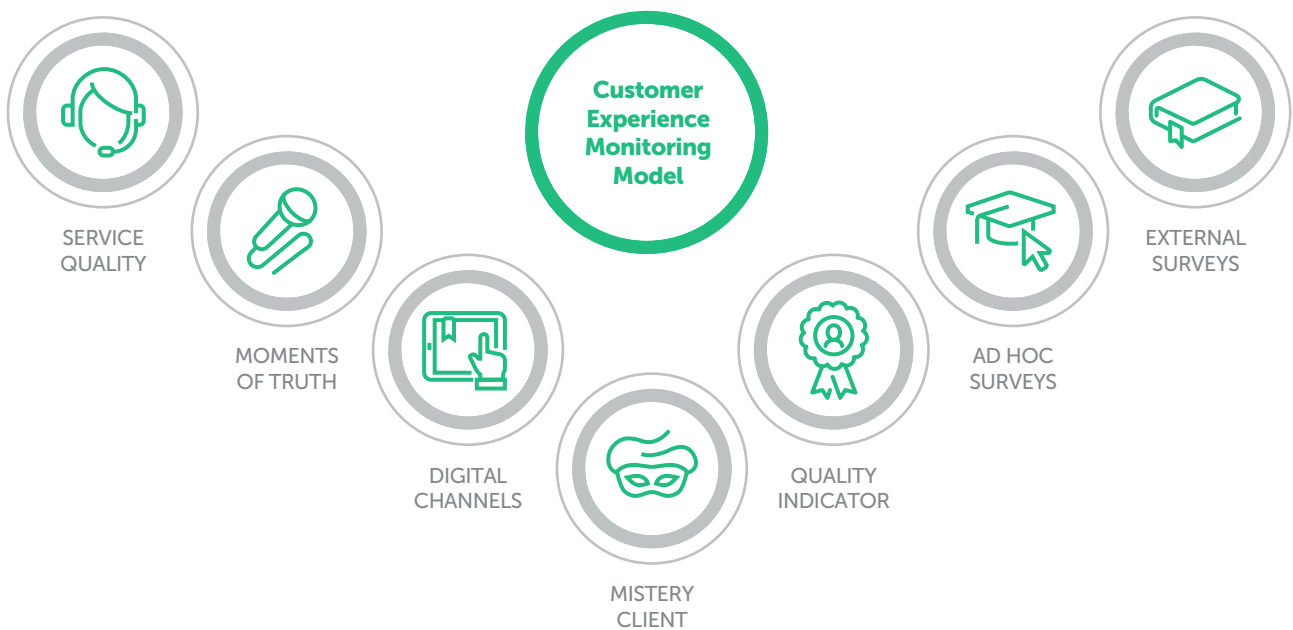 Customer
Experience
Monitoring
Model
SERVICE
QUALITY
MOMENTS
OF TRUTH
DIGITAL
CHANNELS
MISTERY
CLIENT
QUALITY
INDICATOR
AD HOC
SURVEYS
EXTERNAL
SURVEYS